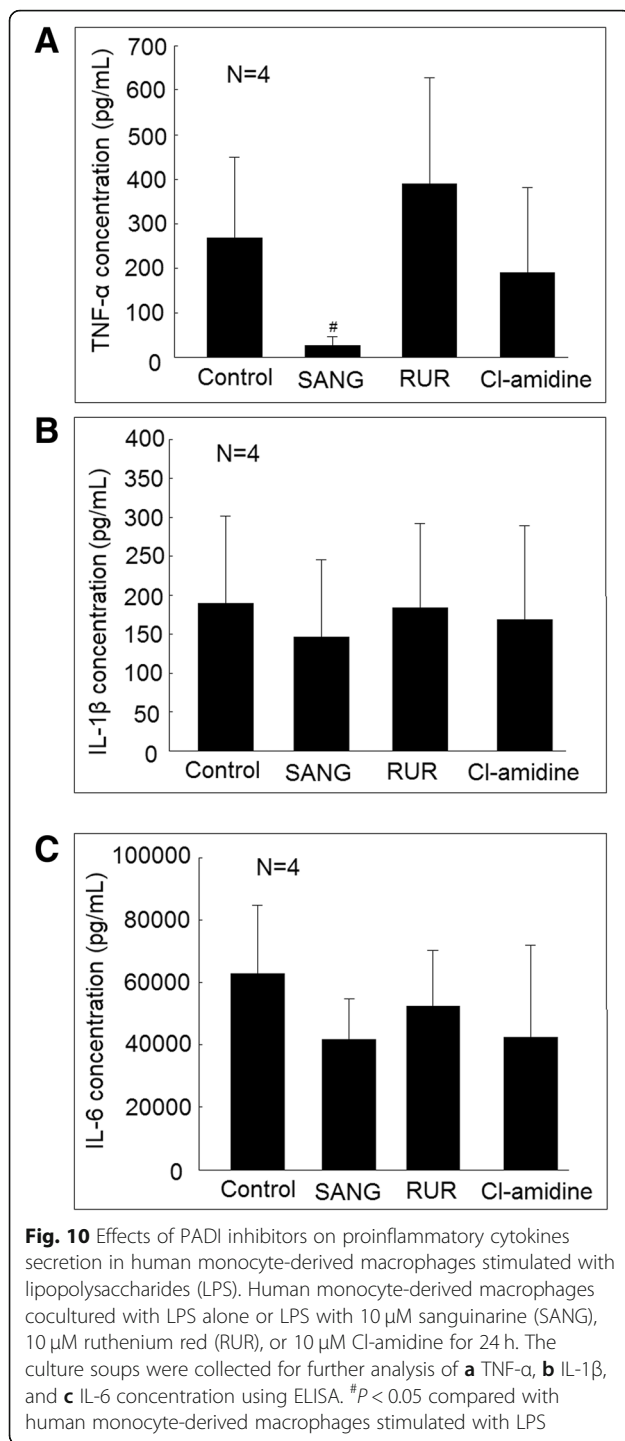 A
TNF-α concentration (pg/mL)
700
600
500
400
300
200
100
0
N=4
#
Control SANG RUR Cl-amidine
B
IL-1β concentration (pg/mL)
400
350
300
250
200
150
100
50
0
N=4
Control SANG RUR Cl-amidine
C
IL-6 concentration (pg/mL)
100000
80000
60000
40000
20000
0
N=4
Control SANG RUR Cl-amidine
Fig. 10 Effects of PADI inhibitors on proinflammatory cytokines
secretion in human monocyte-derived macrophages stimulated with
lipopolysaccharides (LPS). Human monocyte-derived macrophages
cocultured with LPS alone or LPS with 10 μM sanguinarine (SANG),
10 μM ruthenium red (RUR), or 10 μM Cl-amidine for 24 h. The
culture soups were collected for further analysis of a TNF-α, b IL-1β,
and c IL-6 concentration using ELISA. #P < 0.05 compared with
human monocyte-derived macrophages stimulated with LPS